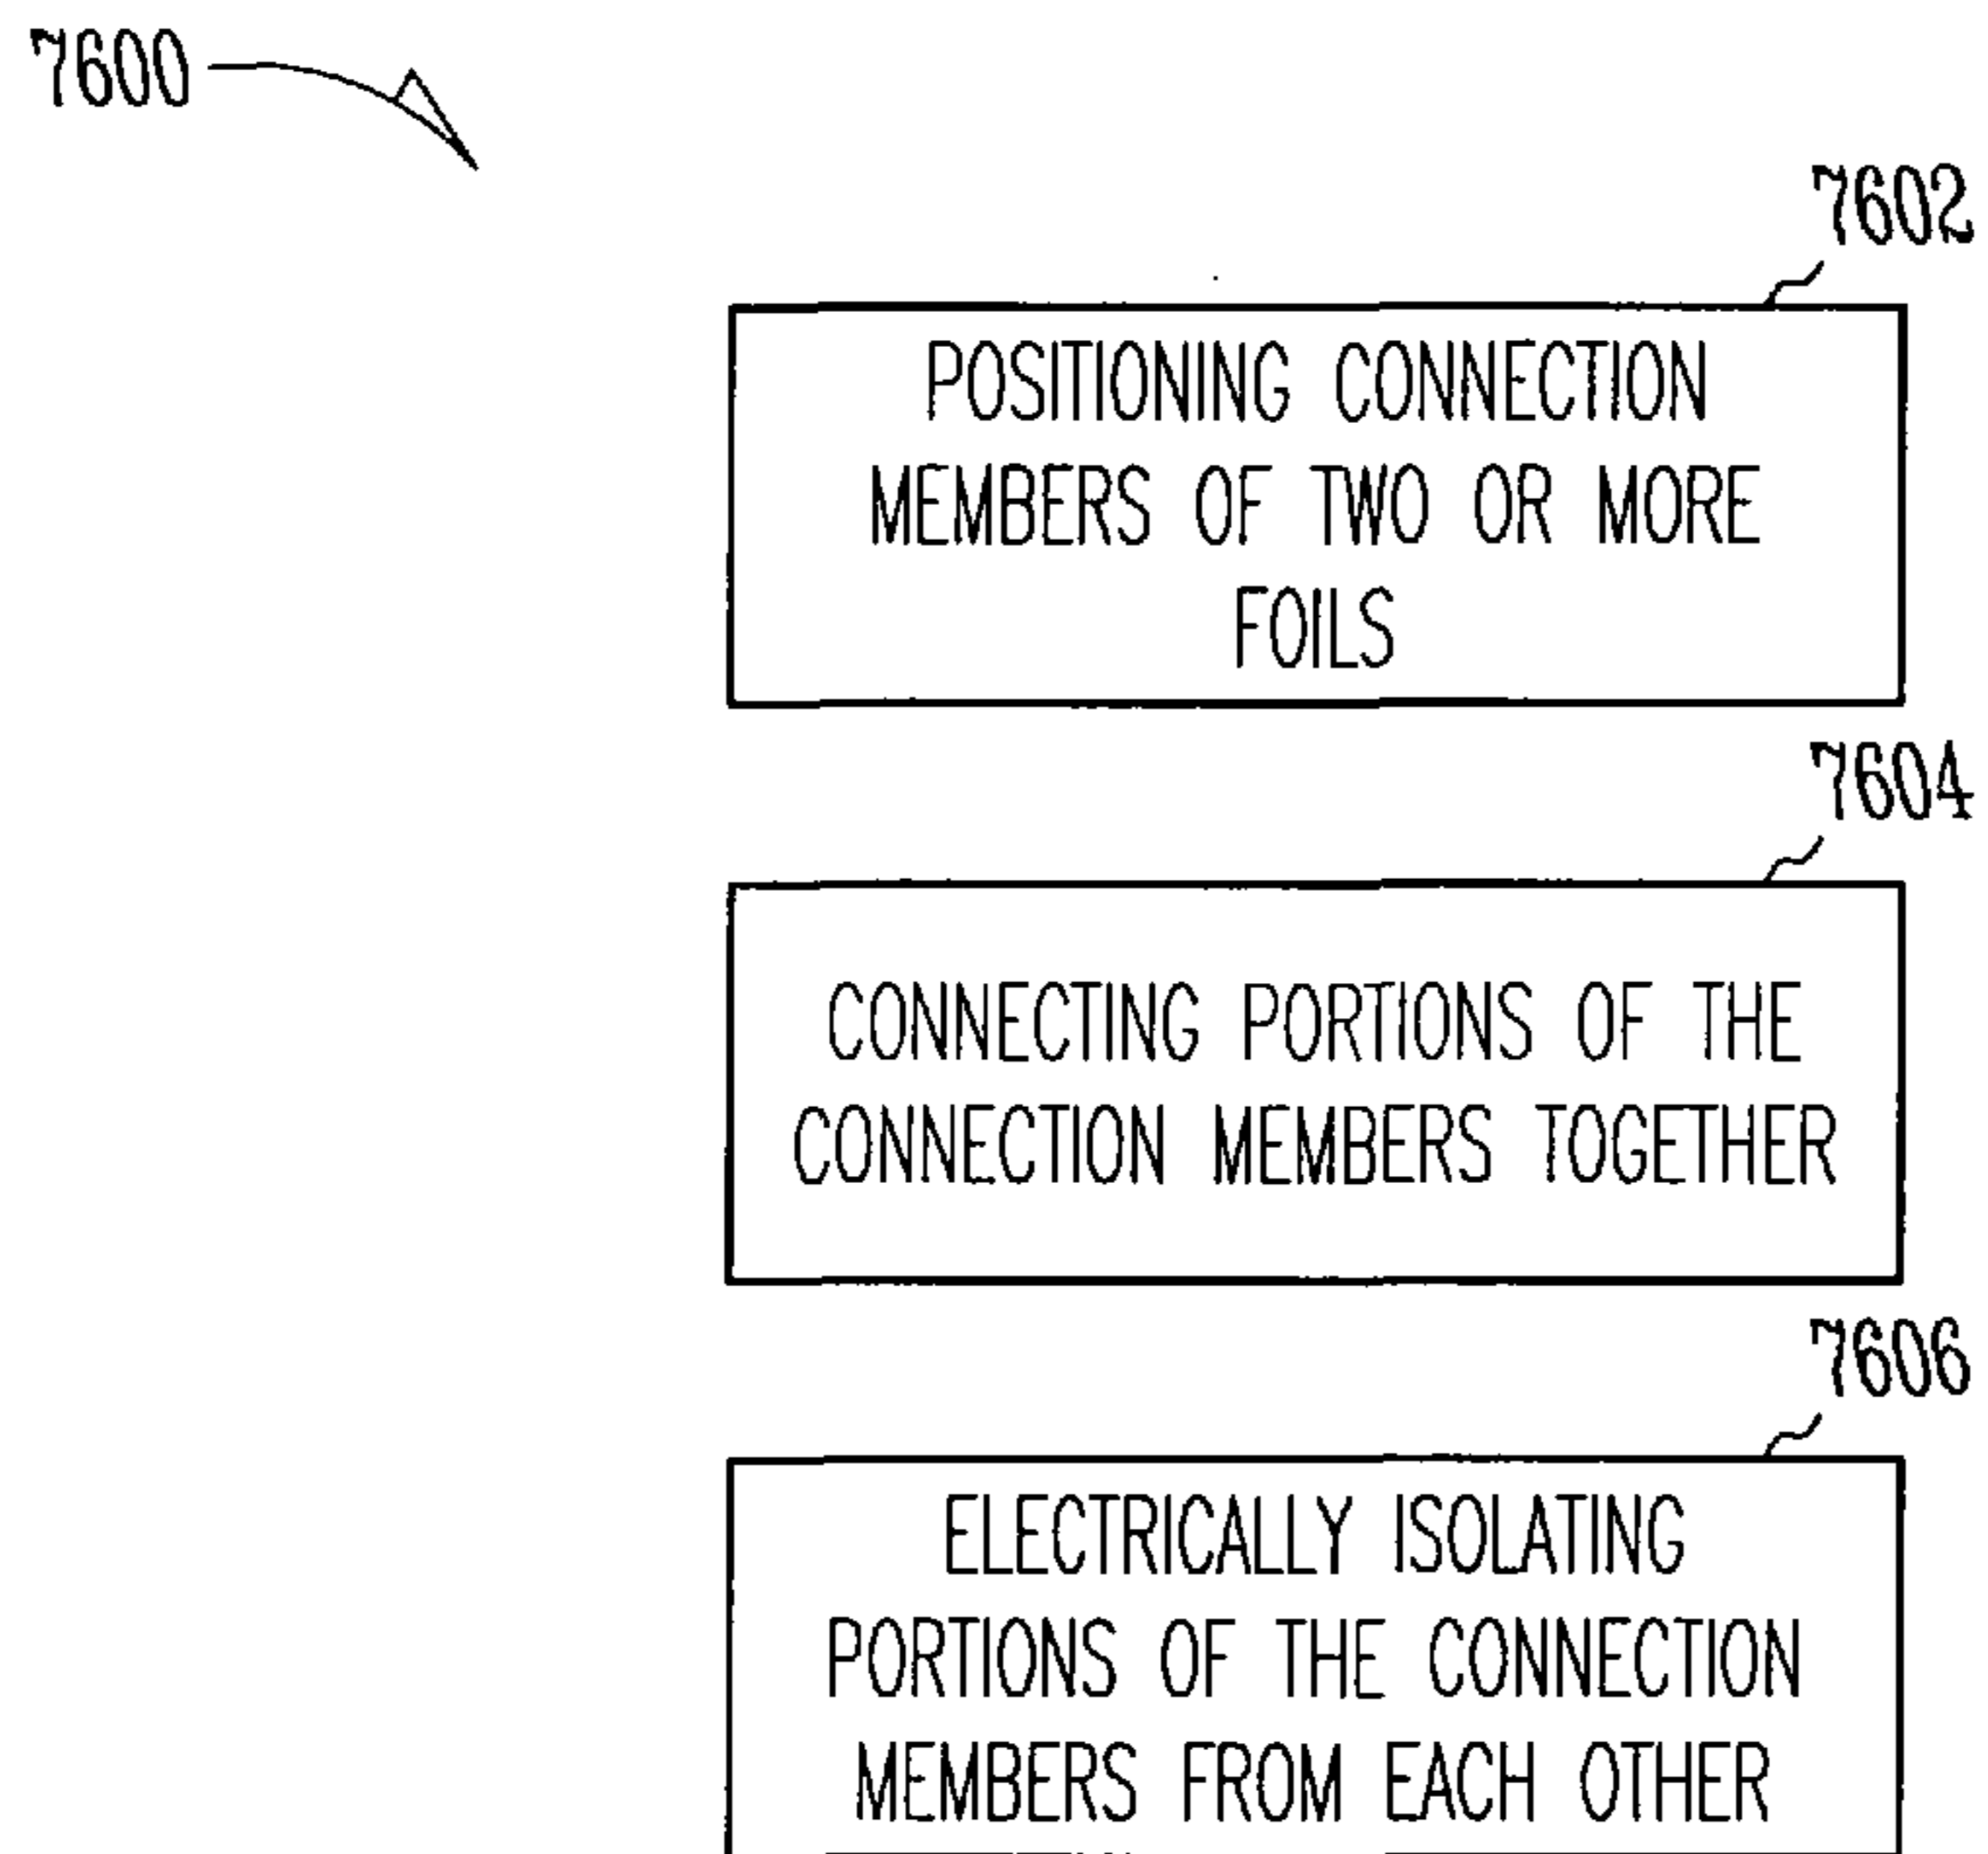 7600
7602
POSITIONING CONNECTION
MEMBERS OF TWO OR MORE
FOILS
7604
CONNECTING PORTIONS OF THE
CONNECTION MEMBERS TOGETHER
7606
ELECTRICALLY ISOLATING
PORTIONS OF THE CONNECTION
MEMBERS FROM EACH OTHER